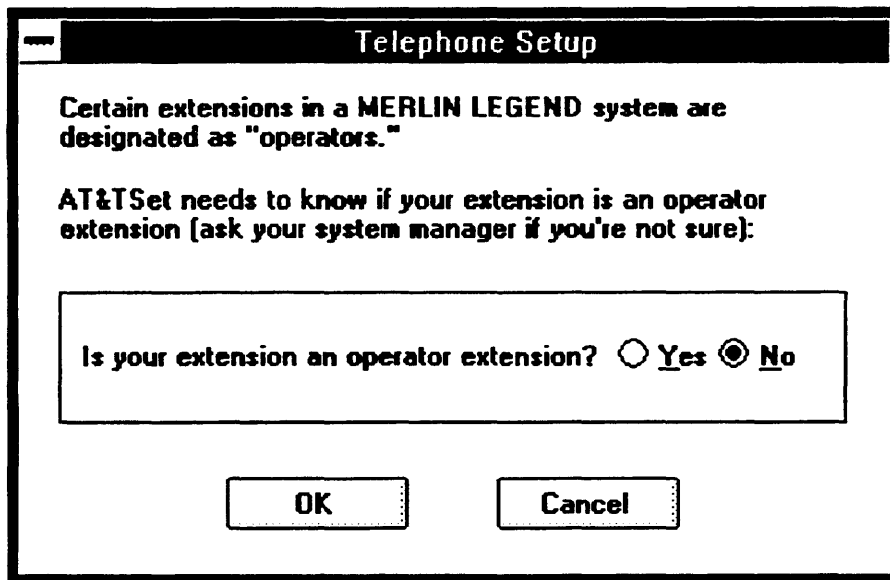 Telephone Setup
Certain extensions in a MERLIN LEGEND system are
designated as "operators."
AT&TSet needs to know if your extension is an operator
extension (ask your system manager if you're not sure):
Is your extension an operator extension? Yes No
OK Cancel